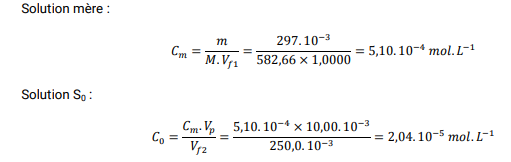 Solution mère :
C_m = m / (M.V_f1) = 297.10^-3 / (582,66 × 1,0000) = 5,10.10^-4 mol.L^-1
Solution S_0 :
C_0 = (C_m.V_p) / V_f2 = (5,10.10^-4 × 10,00.10^-3) / (250,0.10^-3) = 2,04.10^-5 mol.L^-1